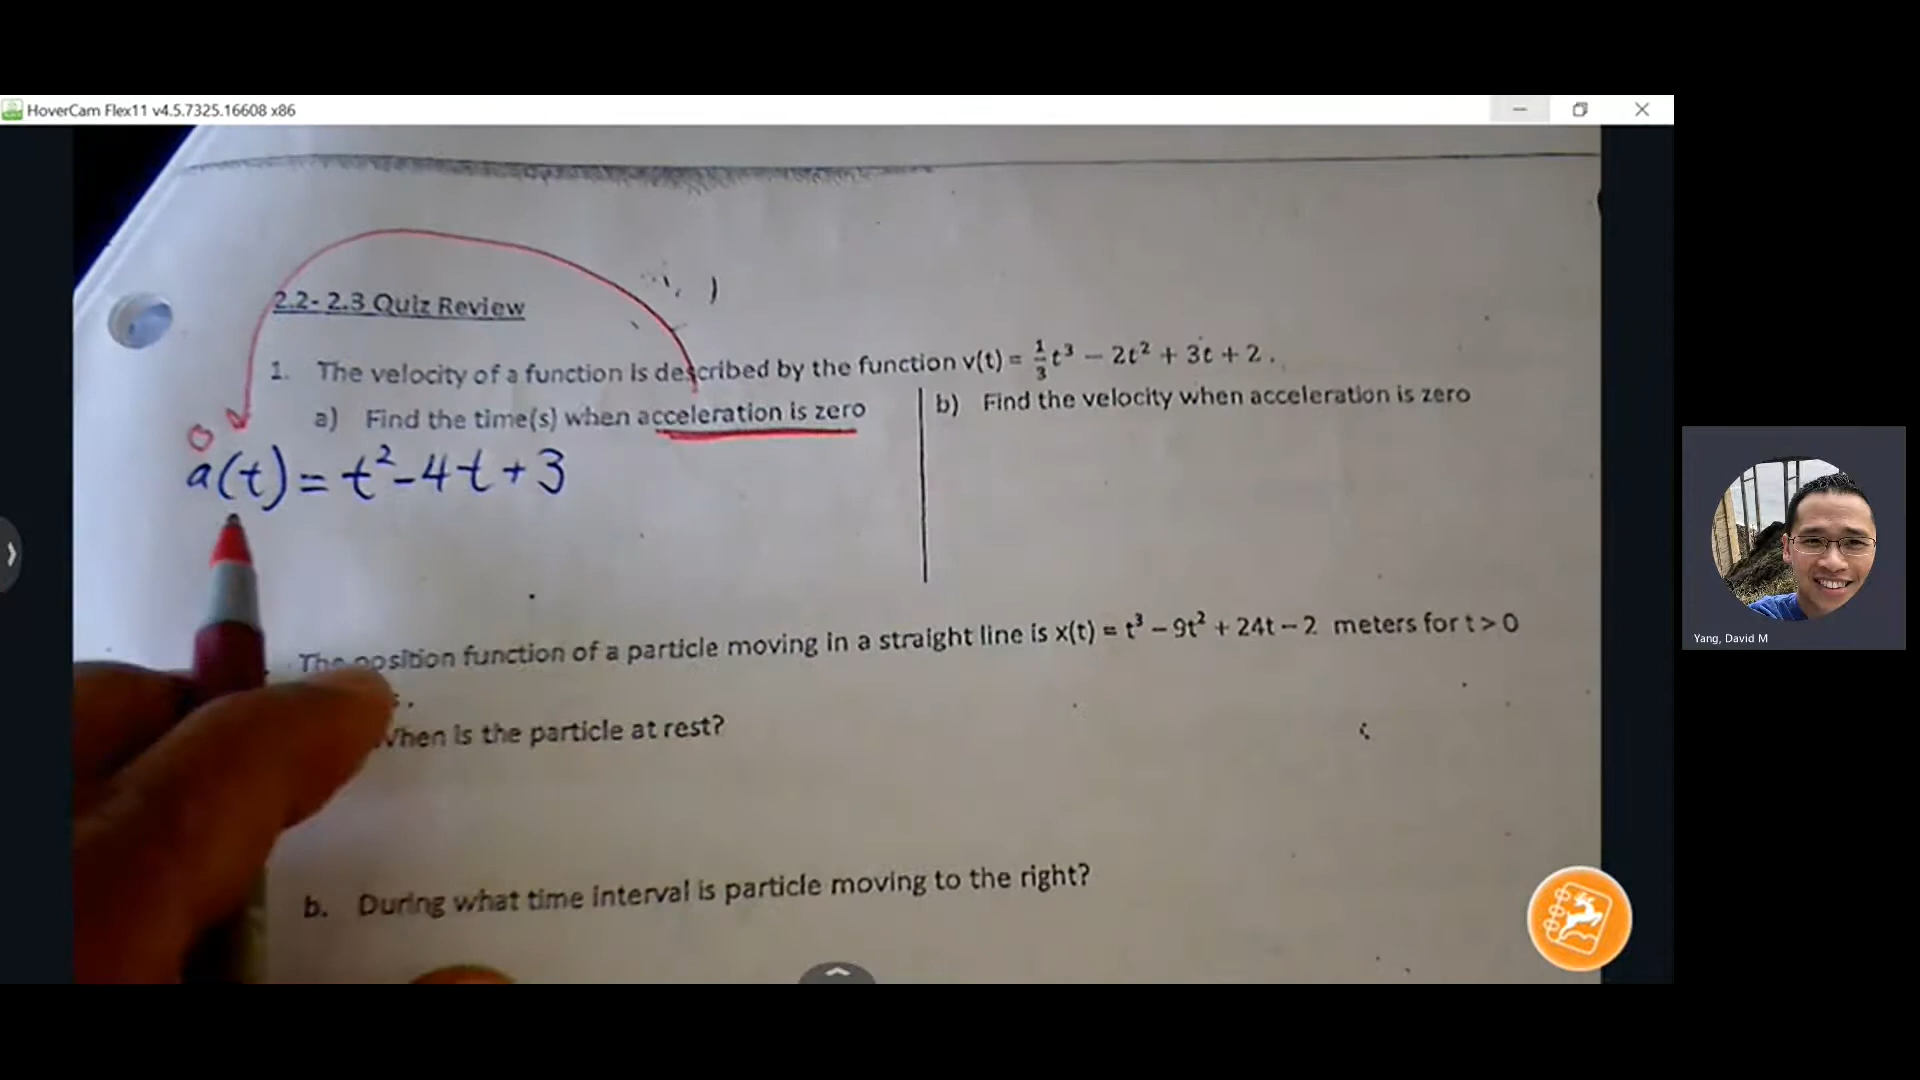 HoverCam Flex11 v4.5.7325.16608 x86
2.2- 2.3 Quiz Review
1. The velocity of a function is described by the function v(t) = 1/3 t³ − 2t² + 3t + 2 .
a) Find the time(s) when acceleration is zero
b) Find the velocity when acceleration is zero
0
a(t) = t² - 4t + 3
The position function of a particle moving in a straight line is x(t) = t³ − 9t² + 24t − 2 meters for t > 0
s .
When is the particle at rest?
b. During what time interval is particle moving to the right?
Yang, David M